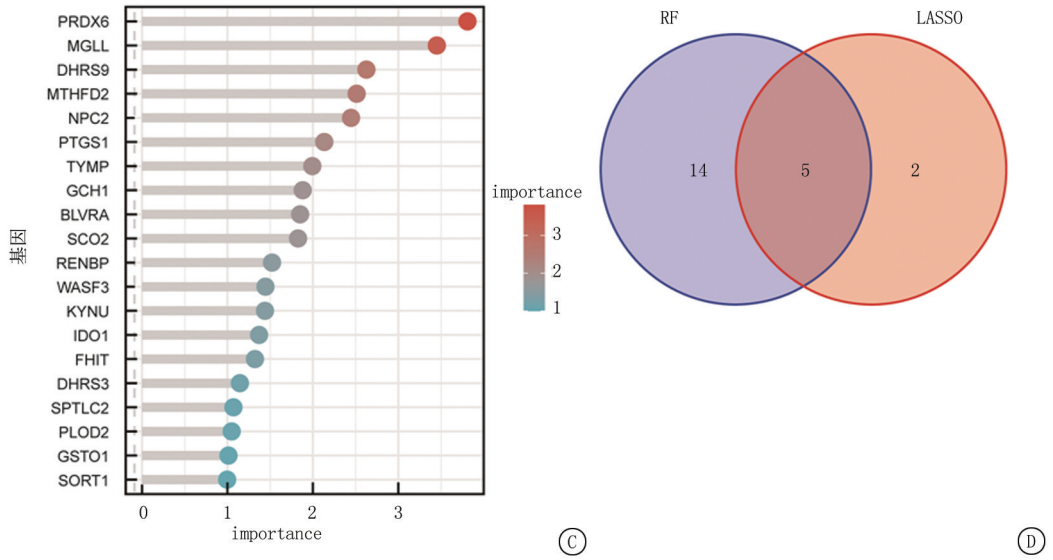 PRDX6
MGLL
DHRS9
MTHFD2
NPC2
PTGS1
TYMP
GCH1
BLVRA
SCO2
RENBP
WASF3
KYNU
IDO1
FHIT
DHRS3
SPTLC2
PLOD2
GSTO1
SORT1
基因
0 1 2 3
importance
importance
3
2
1
C
RF LASSO
14 5 2
D